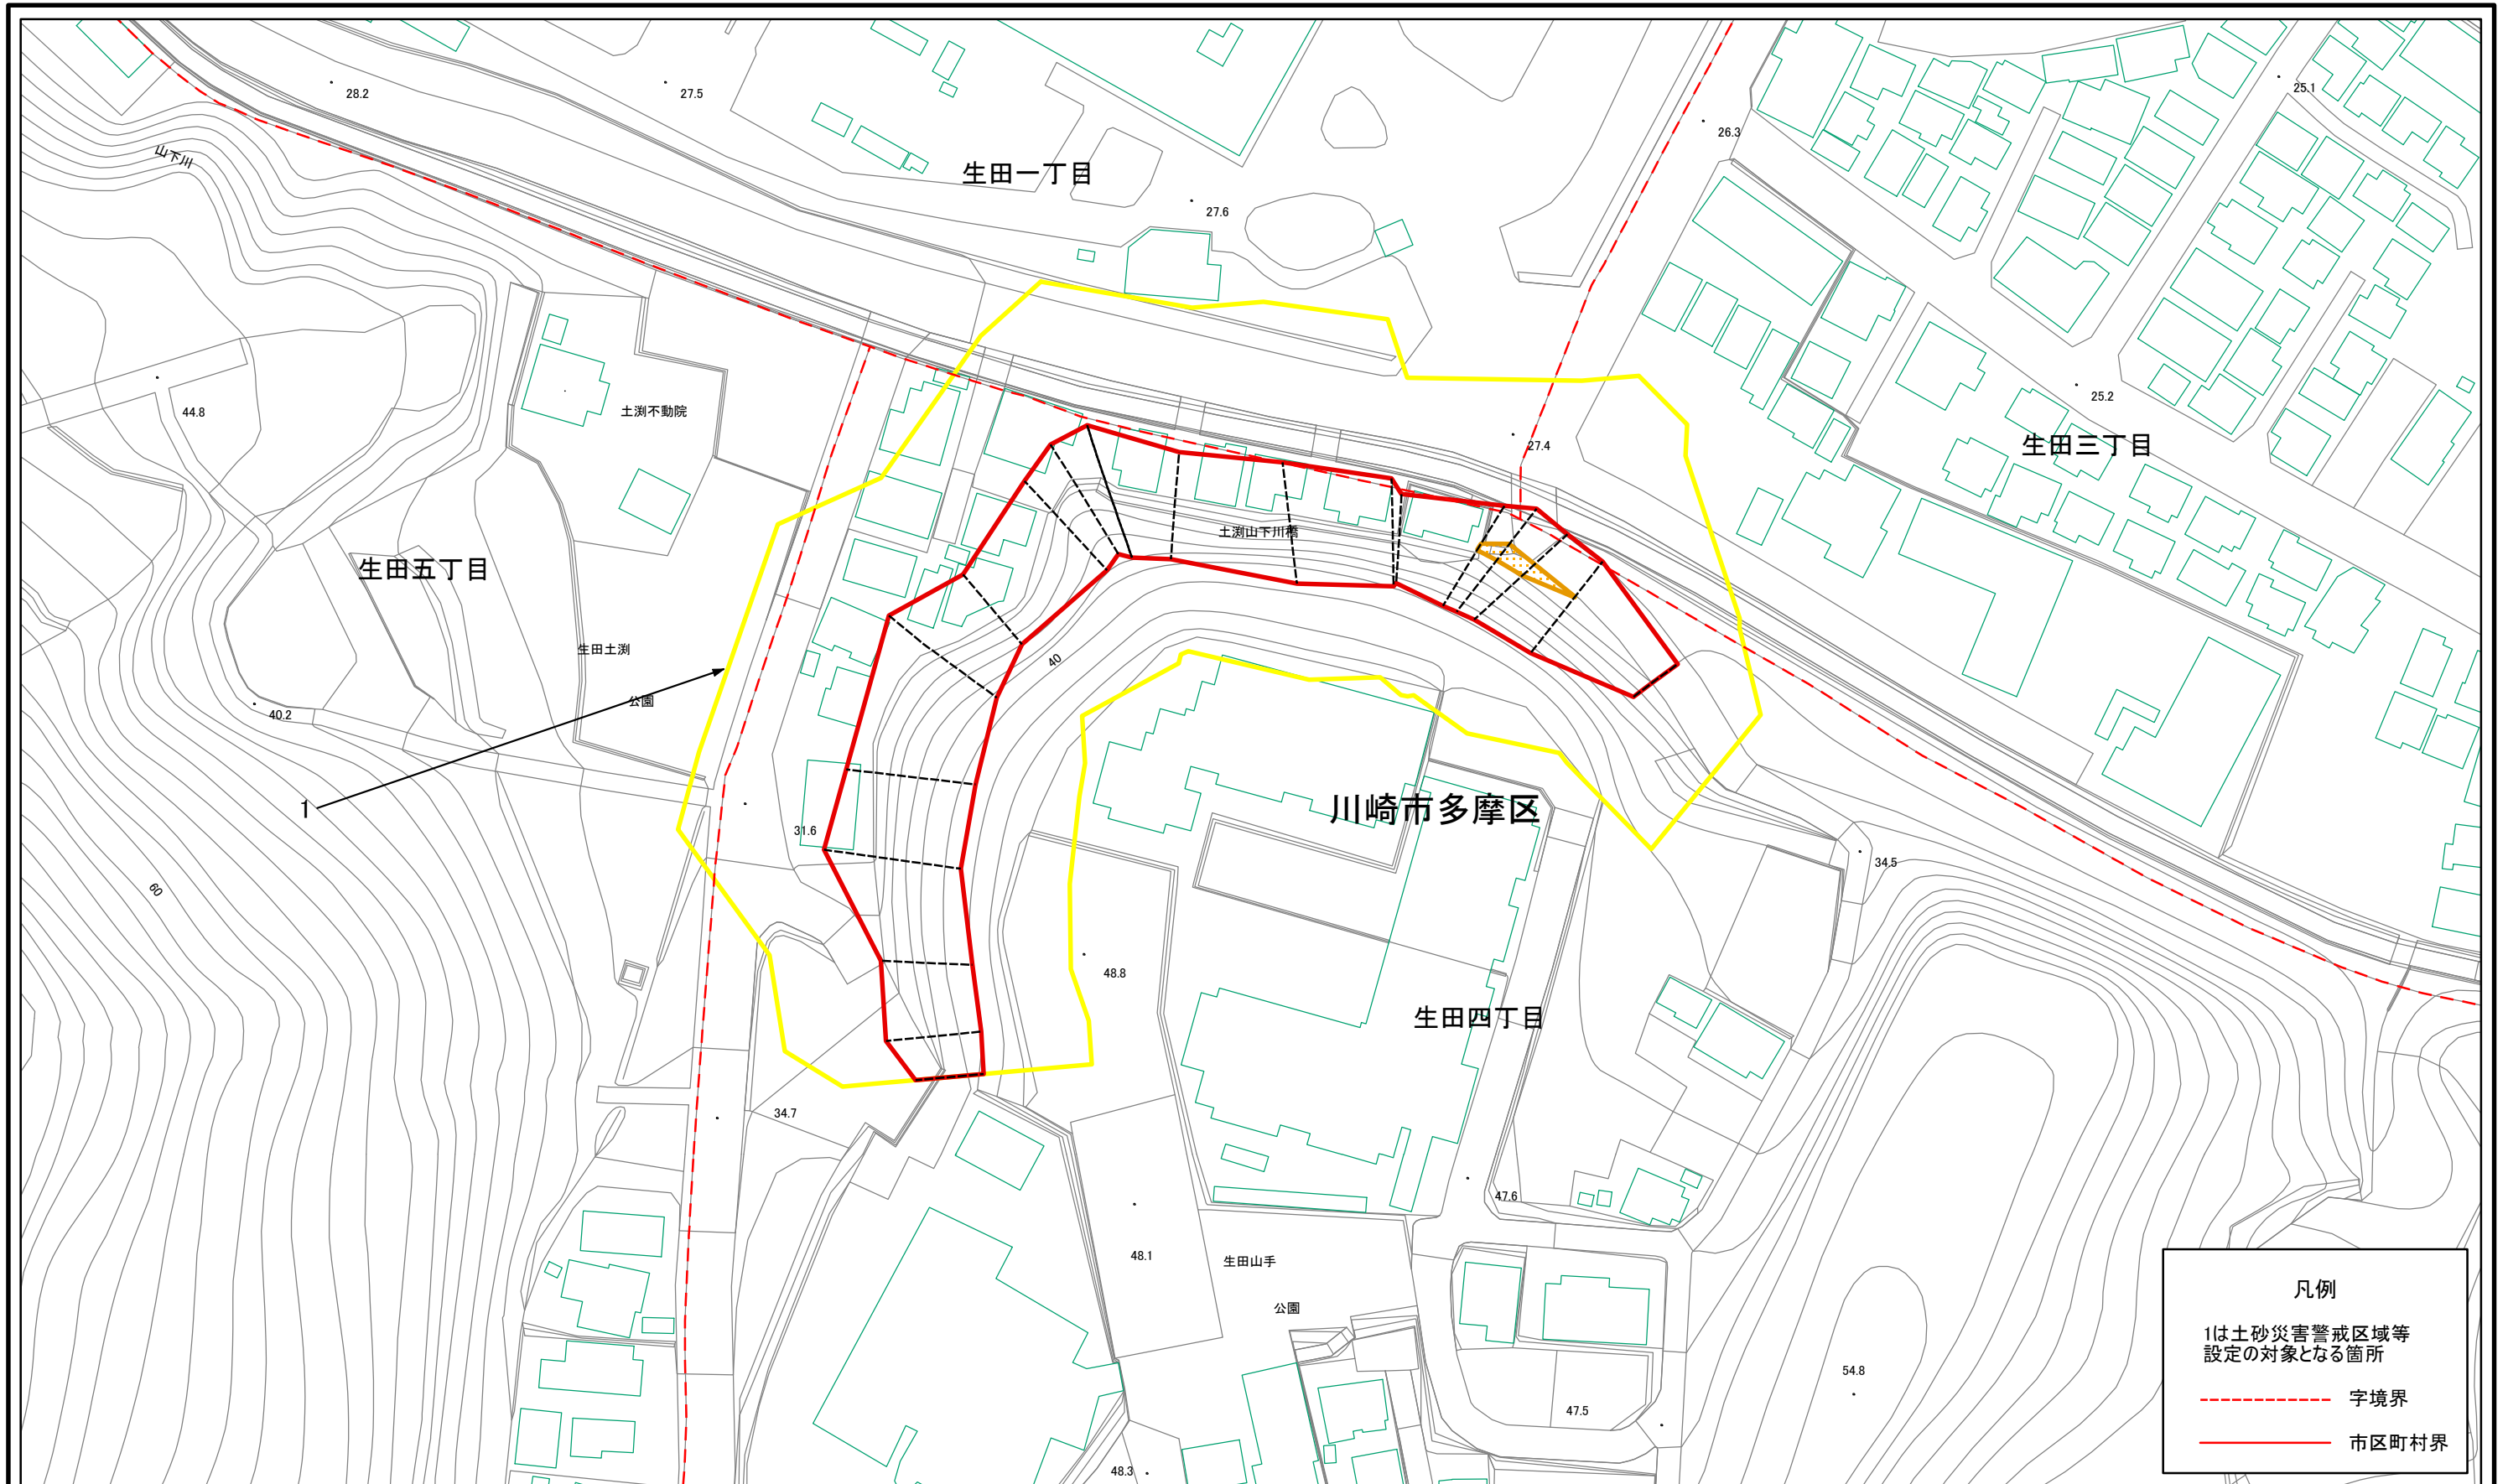 28.2
27.5
25.1
26.3
山下川
生田一丁目
27.6
25.2
44.8
土渕不動院
27.4
生田三丁目
土渕山下川橋
生田五丁目
生田土渕
公園
40
40.2
1
川崎市多摩区
31.6
34.5
60
48.8
生田四丁目
34.7
47.6
48.1
生田山手
公園
54.8
47.5
48.3
凡例
1は土砂災害警戒区域等
設定の対象となる箇所
字境界
市区町村界